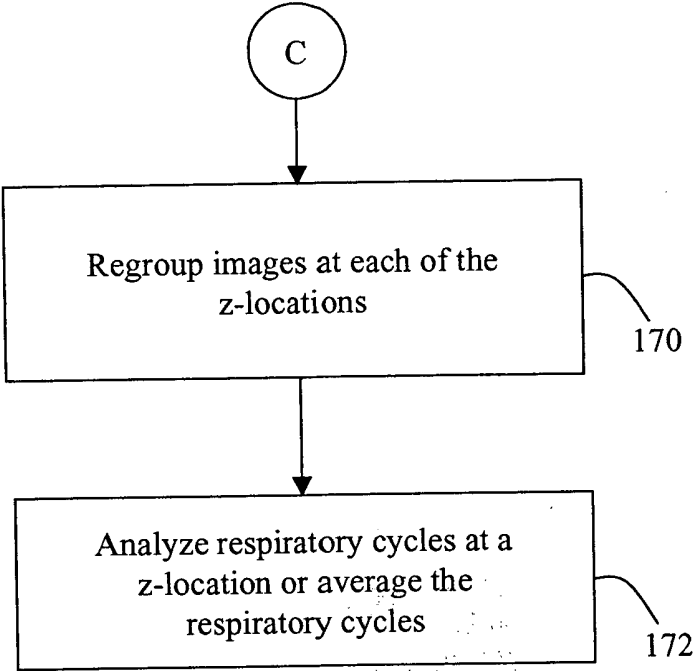 C
Regroup images at each of the
z-locations
170
Analyze respiratory cycles at a
z-location or average the
respiratory cycles
172